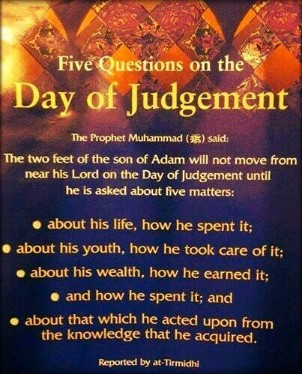 Five Questions on the
Day of Judgement
The Prophet Muhammad (ﷺ) said:
The two feet of the son of Adam will not move from
near his Lord on the Day of Judgement until
he is asked about five matters:
• about his life, how he spent it;
• about his youth, how he took care of it;
• about his wealth, how he earned it;
• and how he spent it; and
• about that which he acted upon from
the knowledge that he acquired.
Reported by at-Tirmidhi